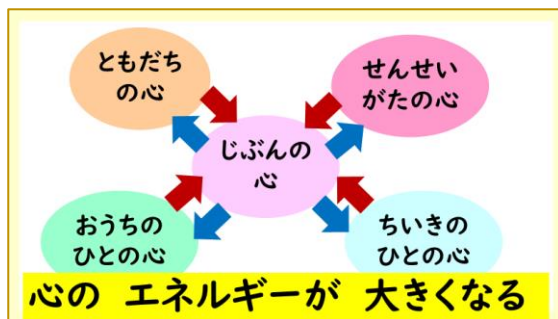 ともだち
の心
せんせい
がたの心
じぶんの
心
おうちの
ひとの心
ちいきの
ひとの心
心の エネルギーが 大きくなる